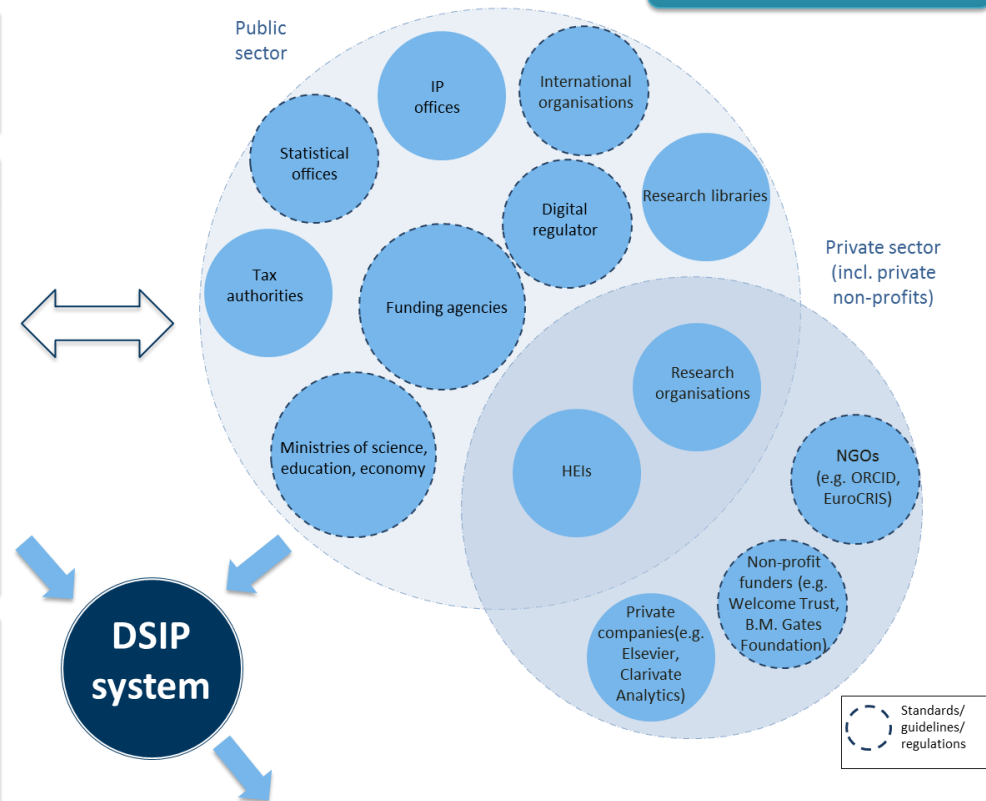 Public
sector
IP
offices
International
organisations
Statistical
offices
Research libraries
Digital
regulator
Private sector
(incl. private
non-profits)
Tax
authorities
Funding agencies
Research
organisations
Ministries of science,
education, economy
HEIs
NGOs
(e.g. ORCID,
EuroCRIS)
Non-profit
funders (e.g.
Welcome Trust,
B.M. Gates
Foundation)
Private
companies(e.g.
Elsevier,
Clarivate
Analytics)
DSIP
system
Standards/
guidelines/
regulations